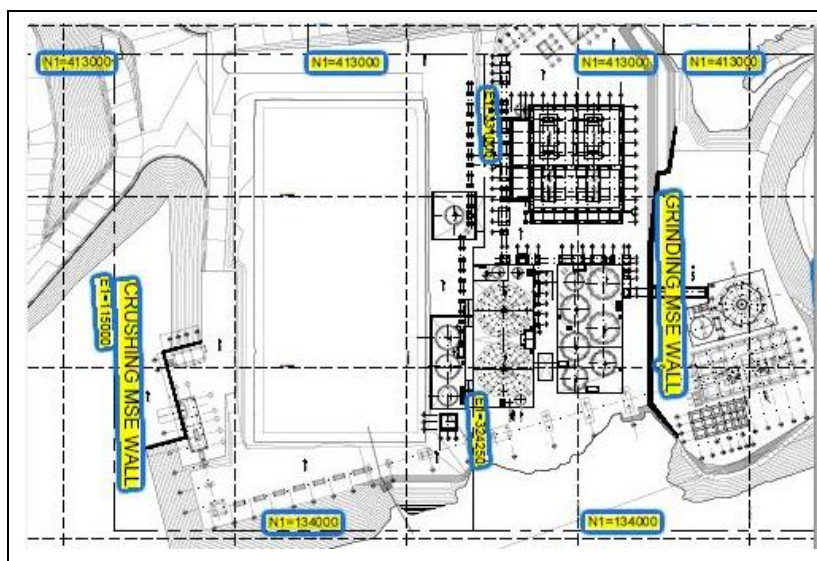 N1=413000
N1=413000
N1=413000
N1=413000
GRINDING MSE WALL
E1=115000
CRUSHING MSE WALL
E1=324250
N1=134000
N1=134000